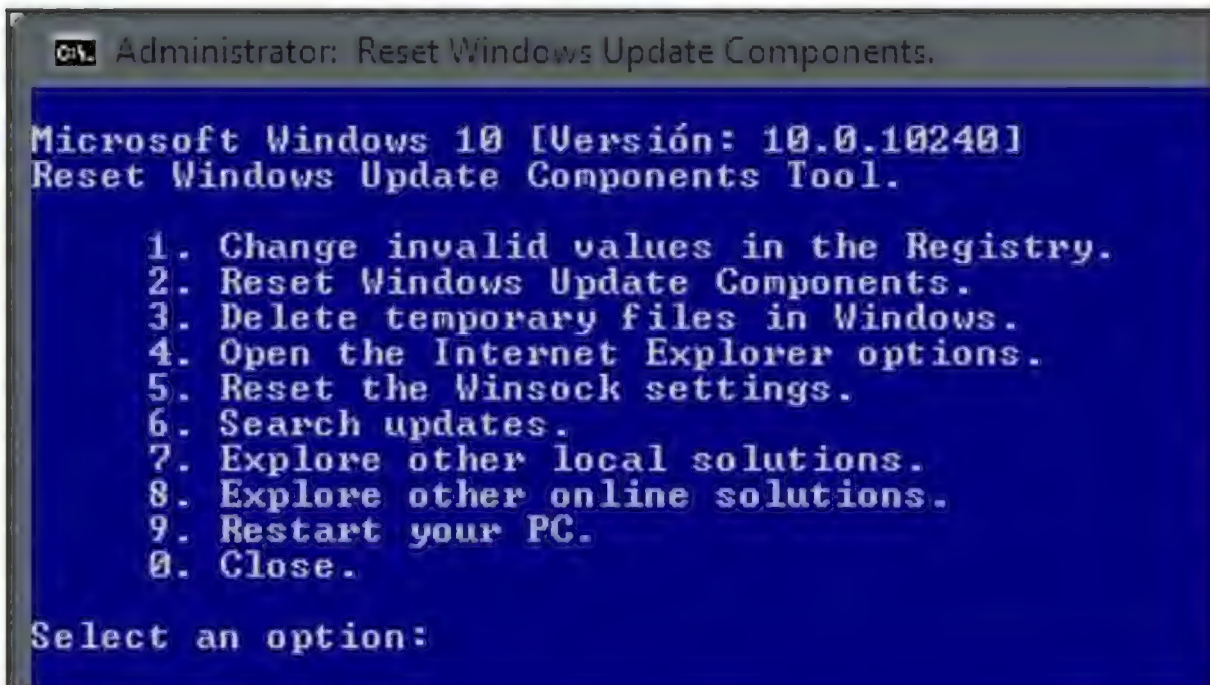 C:\. Administrator: Reset Windows Update Components.
Microsoft Windows 10 [Versión: 10.0.10240]
Reset Windows Update Components Tool.
1. Change invalid values in the Registry.
2. Reset Windows Update Components.
3. Delete temporary files in Windows.
4. Open the Internet Explorer options.
5. Reset the Winsock settings.
6. Search updates.
7. Explore other local solutions.
8. Explore other online solutions.
9. Restart your PC.
0. Close.
Select an option: